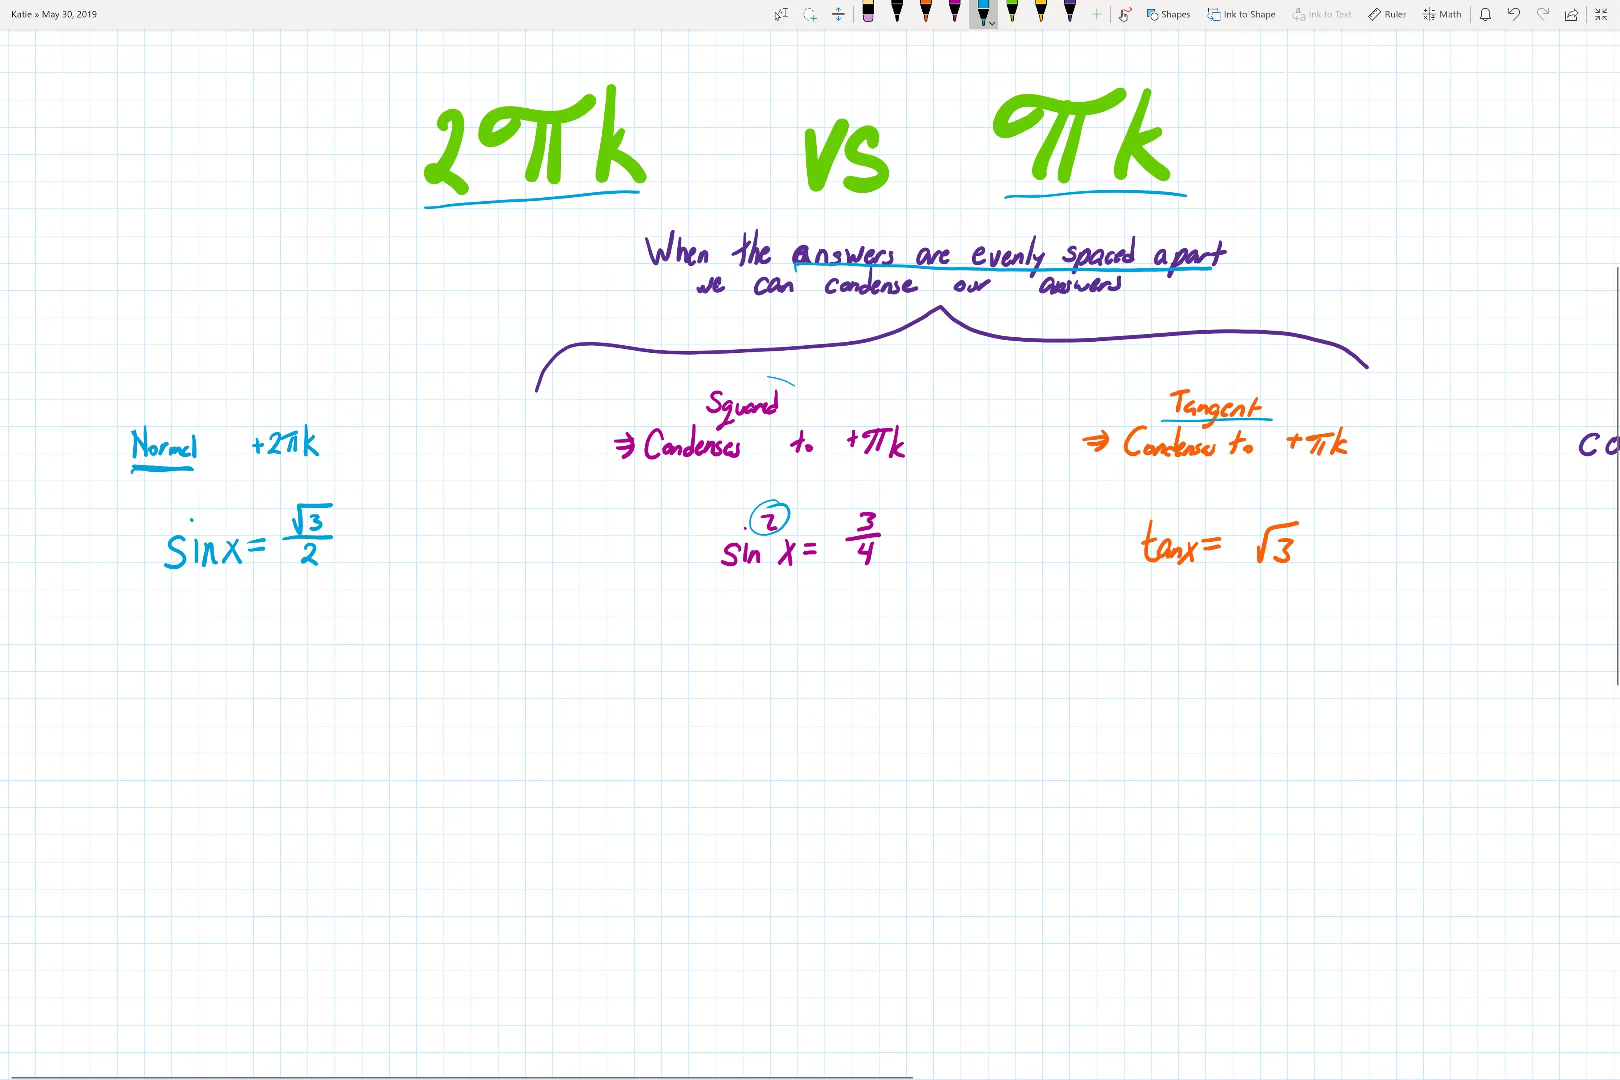 Katie » May 30, 2019
Shapes Ink to Shape Ink to Text Ruler Math
2πk vs πk
When the answers are evenly spaced apart
we can condense our answers
Squared
Tangent
Normal +2πk
⇒ Condenses to +πk
⇒ Condenses to +πk
co
sinx = √3/2
sin² x = 3/4
tanx = √3